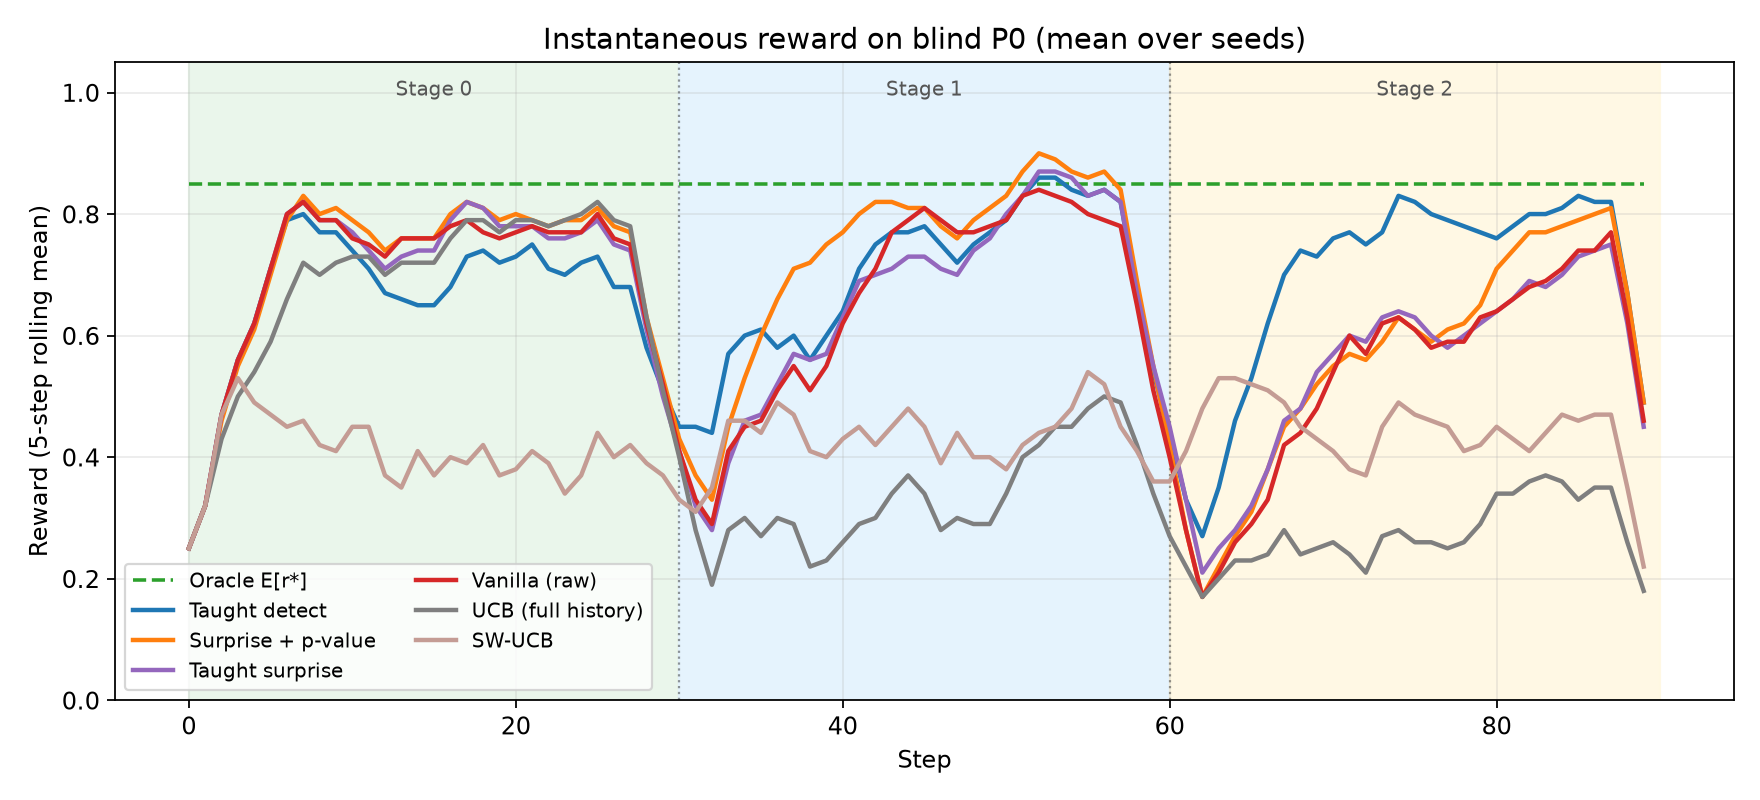 Instantaneous reward on blind P0 (mean over seeds)
Stage 0
Stage 1
Stage 2
Reward (5-step rolling mean)
1.0
0.8
0.6
0.4
0.2
0.0
Oracle E[r*]
Taught detect
Surprise + p-value
Taught surprise
Vanilla (raw)
UCB (full history)
SW-UCB
0
20
40
60
80
Step